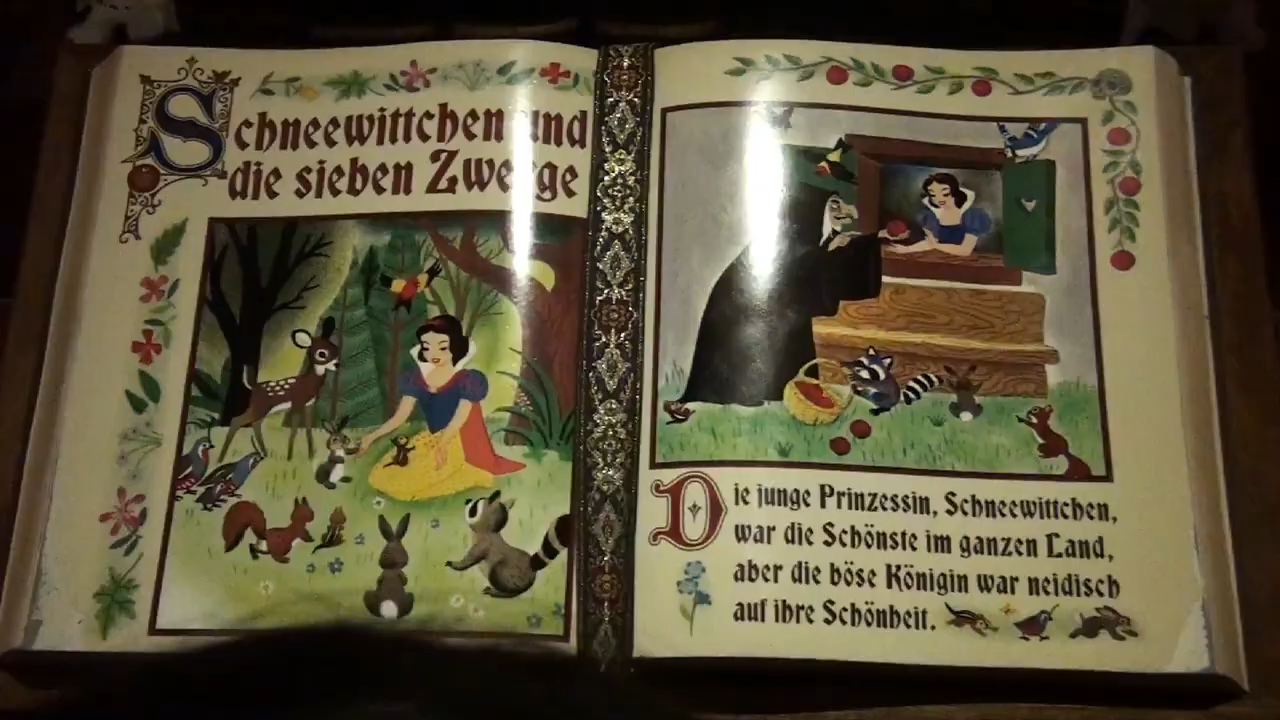 Schneewittchen und
die sieben Zwerge
Die junge Prinzessin, Schneewittchen,
war die Schönste im ganzen Land,
aber die böse Königin war neidisch
auf ihre Schönheit.